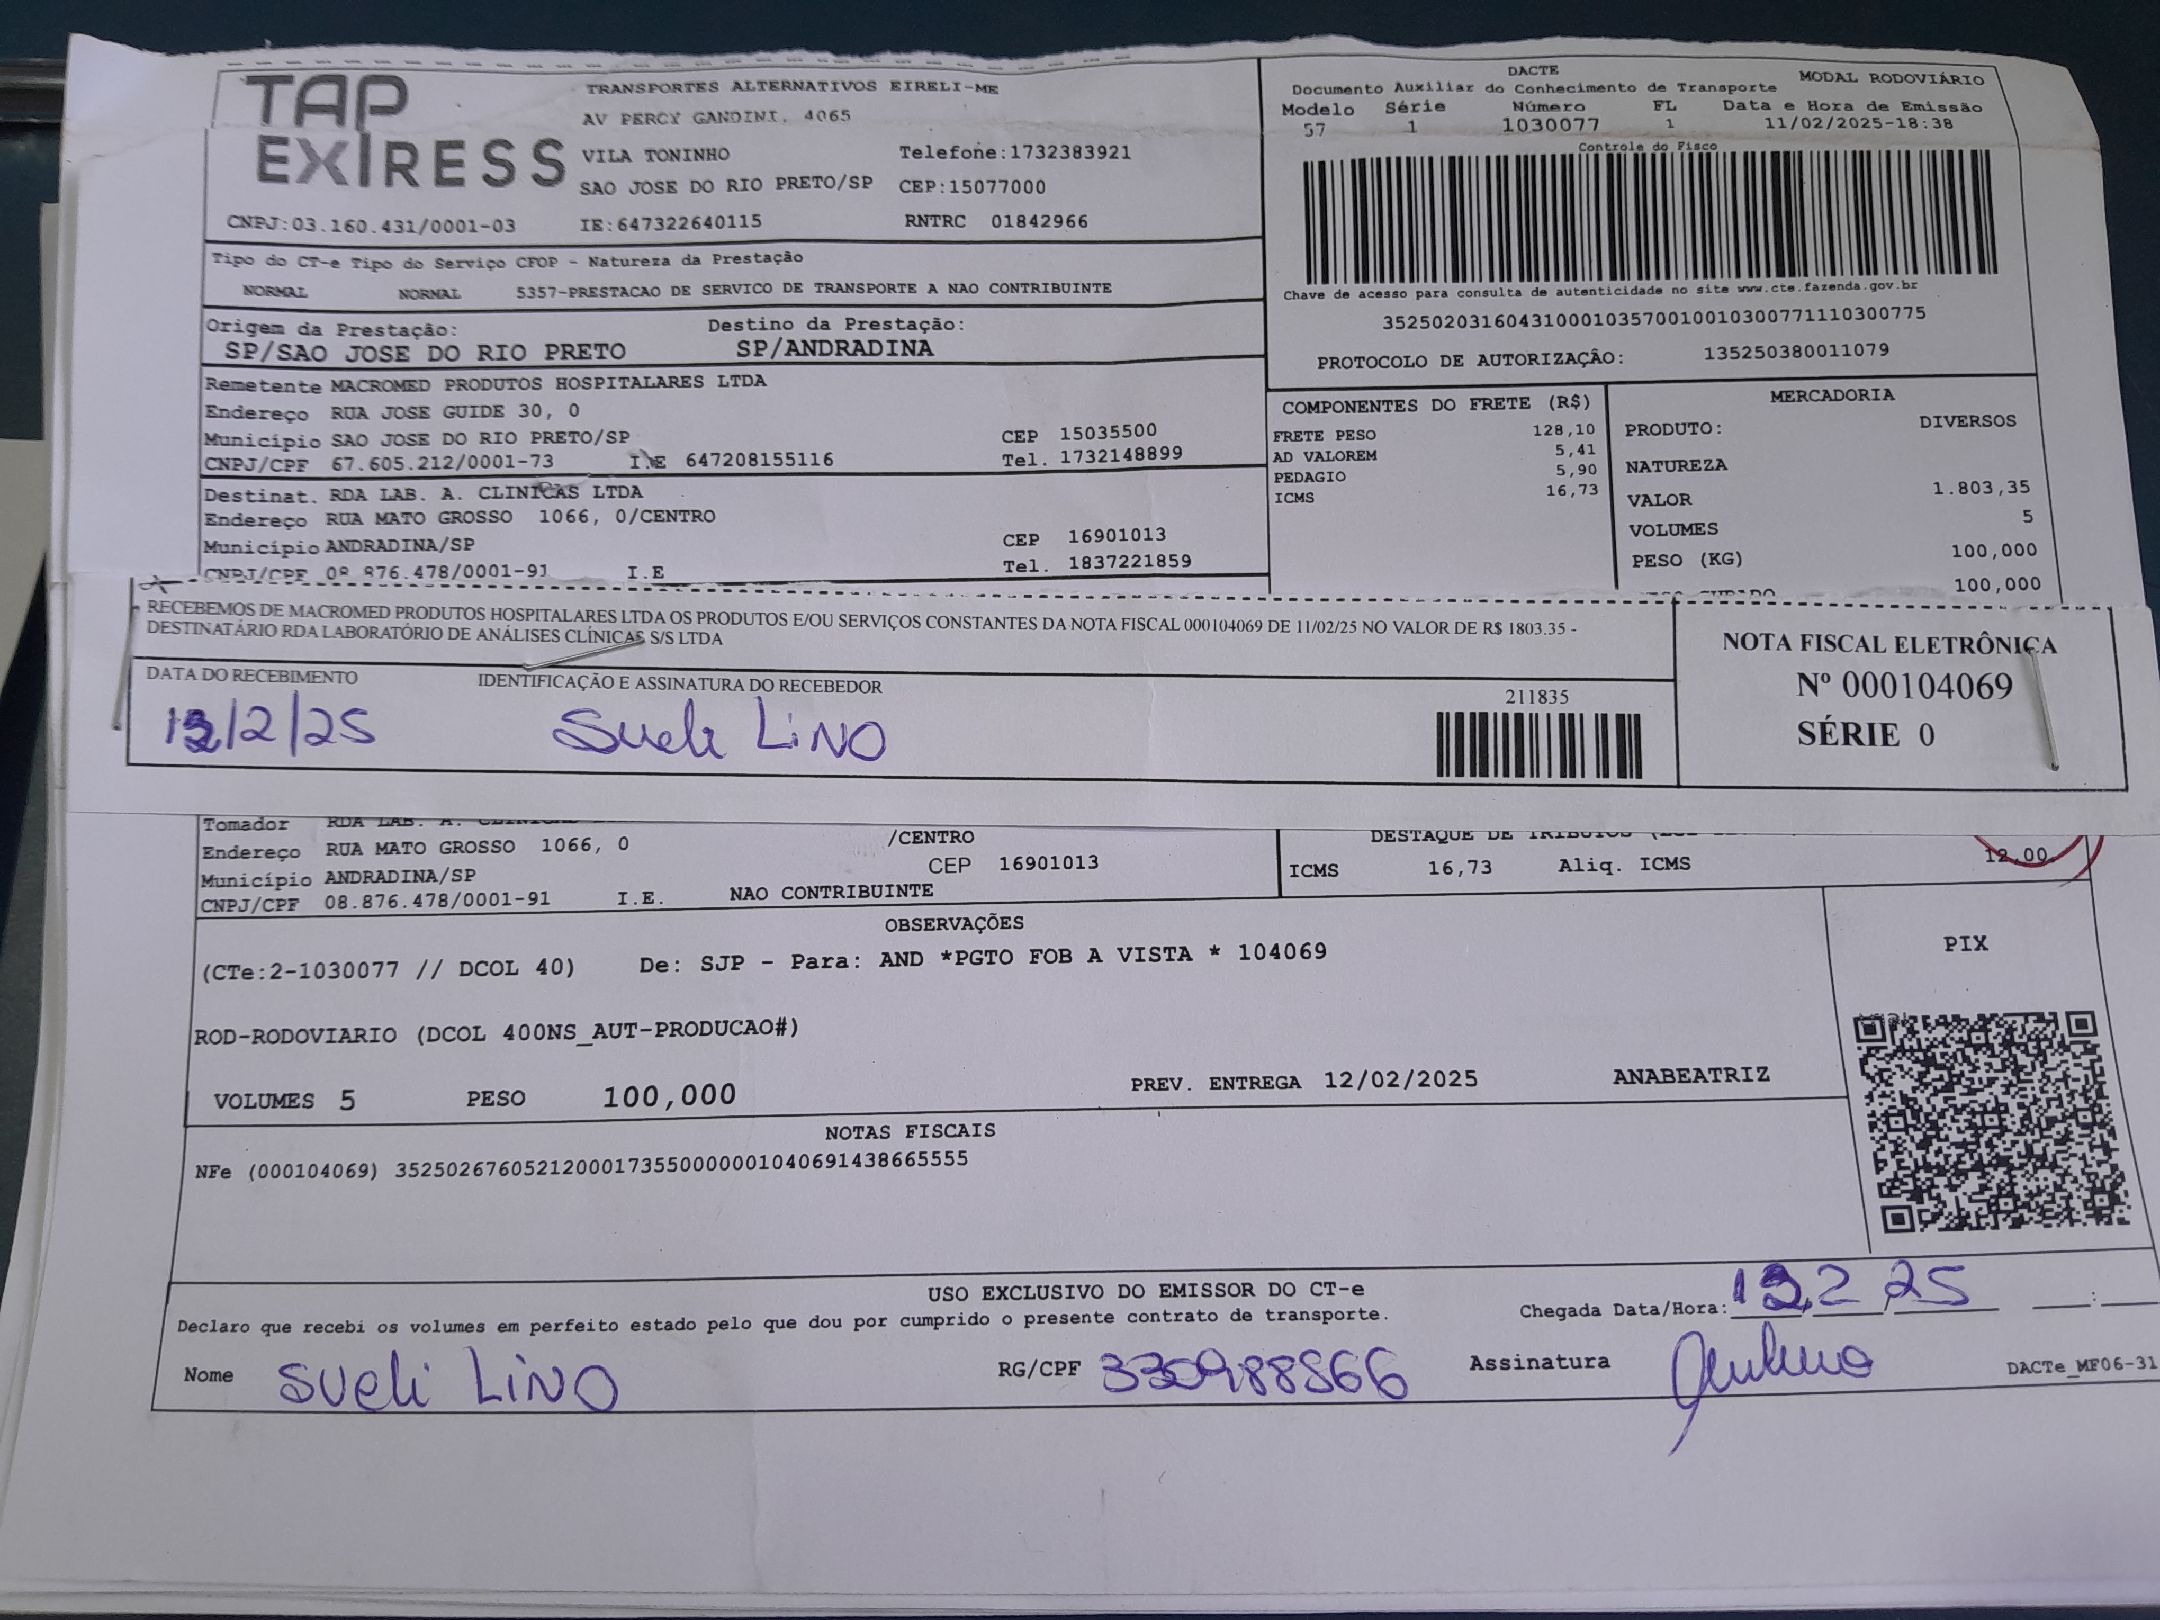 TAP
EXIRESS
TRANSPORTES ALTERNATIVOS EIRELI-ME
AV PERCY GANDINI. 4065
VILA TONINHO Telefone:1732383921
SAO JOSE DO RIO PRETO/SP CEP:15077000
CNPJ:03.160.431/0001-03 IE:647322640115 RNTRC 01842966
DACTE MODAL RODOVIÁRIO
Documento Auxiliar do Conhecimento de Transporte
Modelo Série Número FL Data e Hora de Emissão
57 1 1030077 1 11/02/2025-18:38
Controle do Fisco
Chave de acesso para consulta de autenticidade no site www.cte.fazenda.gov.br
35250203160431000103570010010300771110300775
PROTOCOLO DE AUTORIZAÇÃO: 135250380011079
Tipo do CT-e Tipo do Serviço CFOP - Natureza da Prestação
NORMAL NORMAL 5357-PRESTACAO DE SERVICO DE TRANSPORTE A NAO CONTRIBUINTE
Origem da Prestação: Destino da Prestação:
SP/SAO JOSE DO RIO PRETO SP/ANDRADINA
Remetente MACROMED PRODUTOS HOSPITALARES LTDA
Endereço RUA JOSE GUIDE 30, 0
Município SAO JOSE DO RIO PRETO/SP CEP 15035500
CNPJ/CPF 67.605.212/0001-73 I.E 647208155116 Tel. 1732148899
Destinat. RDA LAB. A. CLINICAS LTDA
Endereço RUA MATO GROSSO 1066, 0/CENTRO
Município ANDRADINA/SP CEP 16901013
CNPJ/CPF 08.876.478/0001-91 I.E Tel. 1837221859
COMPONENTES DO FRETE (R$)
FRETE PESO 128,10
AD VALOREM 5,41
PEDAGIO 5,90
ICMS 16,73
MERCADORIA
PRODUTO: DIVERSOS
NATUREZA
VALOR 1.803,35
VOLUMES 5
PESO (KG) 100,000
100,000
RECEBEMOS DE MACROMED PRODUTOS HOSPITALARES LTDA OS PRODUTOS E/OU SERVIÇOS CONSTANTES DA NOTA FISCAL 000104069 DE 11/02/25 NO VALOR DE R$ 1803.35 -
DESTINATÁRIO RDA LABORATÓRIO DE ANÁLISES CLÍNICAS S/S LTDA
DATA DO RECEBIMENTO IDENTIFICAÇÃO E ASSINATURA DO RECEBEDOR
/2/25 Sueli LINO
211835
NOTA FISCAL ELETRÔNICA
Nº 000104069
SÉRIE 0
Tomador RDA LAB. A.
Endereço RUA MATO GROSSO 1066, 0 /CENTRO
Município ANDRADINA/SP CEP 16901013
CNPJ/CPF 08.876.478/0001-91 I.E. NAO CONTRIBUINTE
DESTAQUE DE TRIBUTOS
ICMS 16,73 Aliq. ICMS 12,00
OBSERVAÇÕES
(CTe:2-1030077 // DCOL 40) De: SJP - Para: AND *PGTO FOB A VISTA * 104069
ROD-RODOVIARIO (DCOL 400NS_AUT-PRODUCAO#)
VOLUMES 5 PESO 100,000 PREV. ENTREGA 12/02/2025 ANABEATRIZ
PIX
NOTAS FISCAIS
NFe (000104069) 35250267605212000173550000001040691438665555
USO EXCLUSIVO DO EMISSOR DO CT-e
Declaro que recebi os volumes em perfeito estado pelo que dou por cumprido o presente contrato de transporte.
Chegada Data/Hora: 2 25 :
Nome Sueli LINO RG/CPF 330988566 Assinatura
DACTe_MF06-31